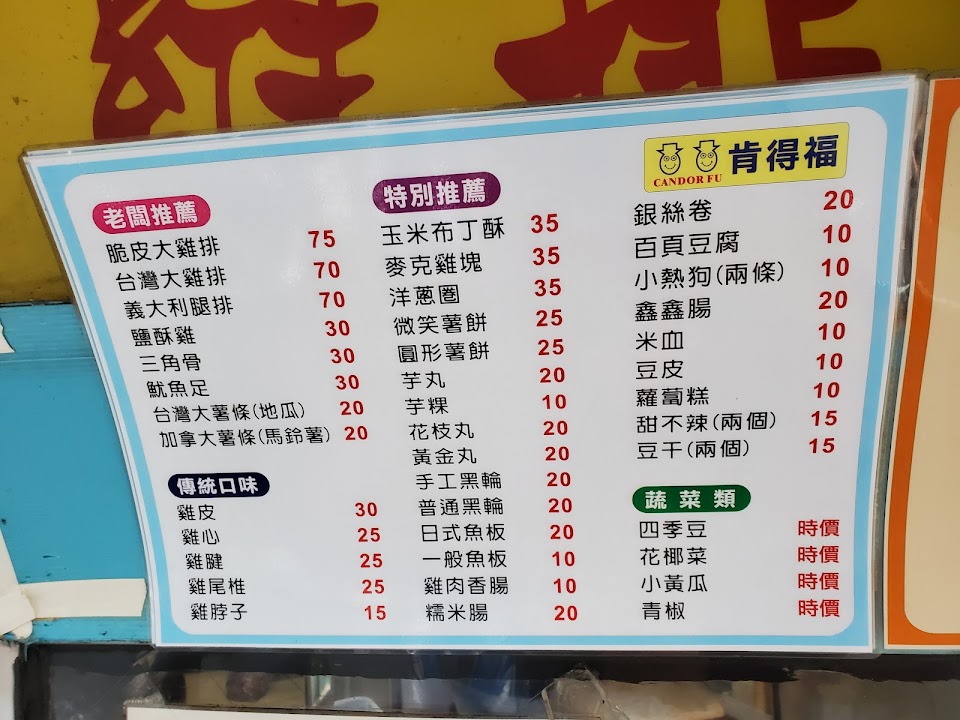 雞排
老闆推薦
脆皮大雞排 75
台灣大雞排 70
義大利腿排 70
鹽酥雞 30
三角骨 30
魷魚足 30
台灣大薯條(地瓜) 20
加拿大薯條(馬鈴薯) 20
傳統口味
雞皮 30
雞心 25
雞腱 25
雞尾椎 25
雞脖子 15
特別推薦
玉米布丁酥 35
麥克雞塊 35
洋蔥圈 35
微笑薯餅 25
圓形薯餅 25
芋丸 20
芋粿 10
花枝丸 20
黃金丸 20
手工黑輪 20
普通黑輪 20
日式魚板 20
一般魚板 10
雞肉香腸 10
糯米腸 20
CANDOR FU 肯得福
銀絲卷 20
百頁豆腐 10
小熱狗(兩條) 10
鑫鑫腸 20
米血 10
豆皮 10
蘿蔔糕 10
甜不辣(兩個) 15
豆干(兩個) 15
蔬菜類
四季豆 時價
花椰菜 時價
小黃瓜 時價
青椒 時價